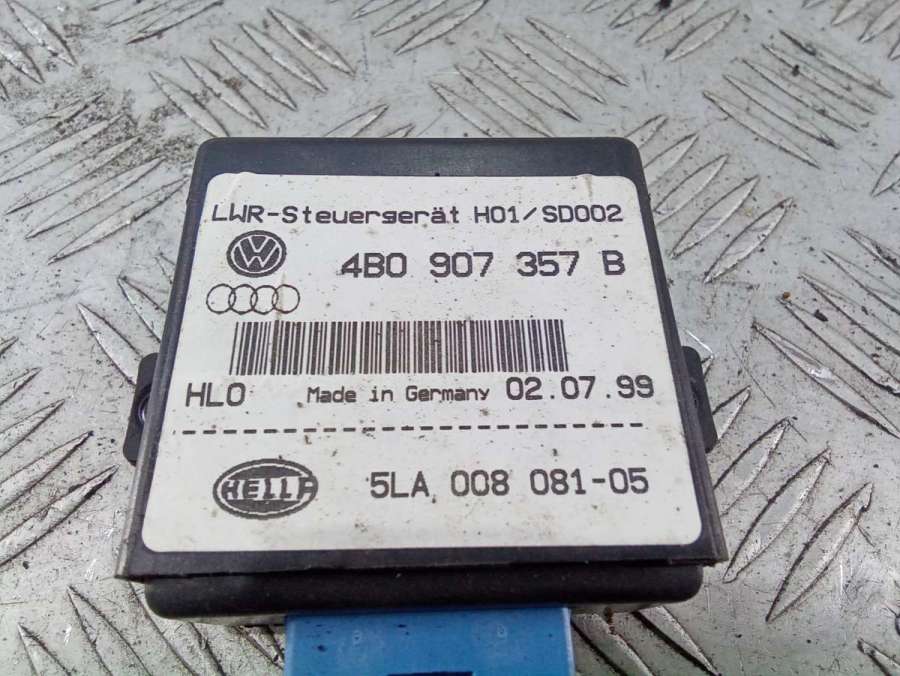 LWR-Steuergerät H01/SD002
VW
4B0 907 357 B
HLO Made in Germany 02.07.99
HELLA 5LA 008 081-05